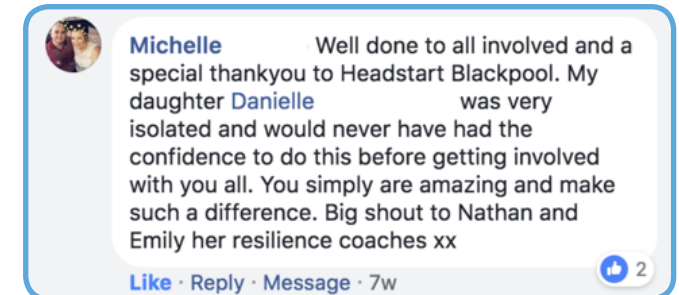 Michelle Well done to all involved and a
special thankyou to Headstart Blackpool. My
daughter Danielle was very
isolated and would never have had the
confidence to do this before getting involved
with you all. You simply are amazing and make
such a difference. Big shout to Nathan and
Emily her resilience coaches xx
2
Like · Reply · Message · 7w